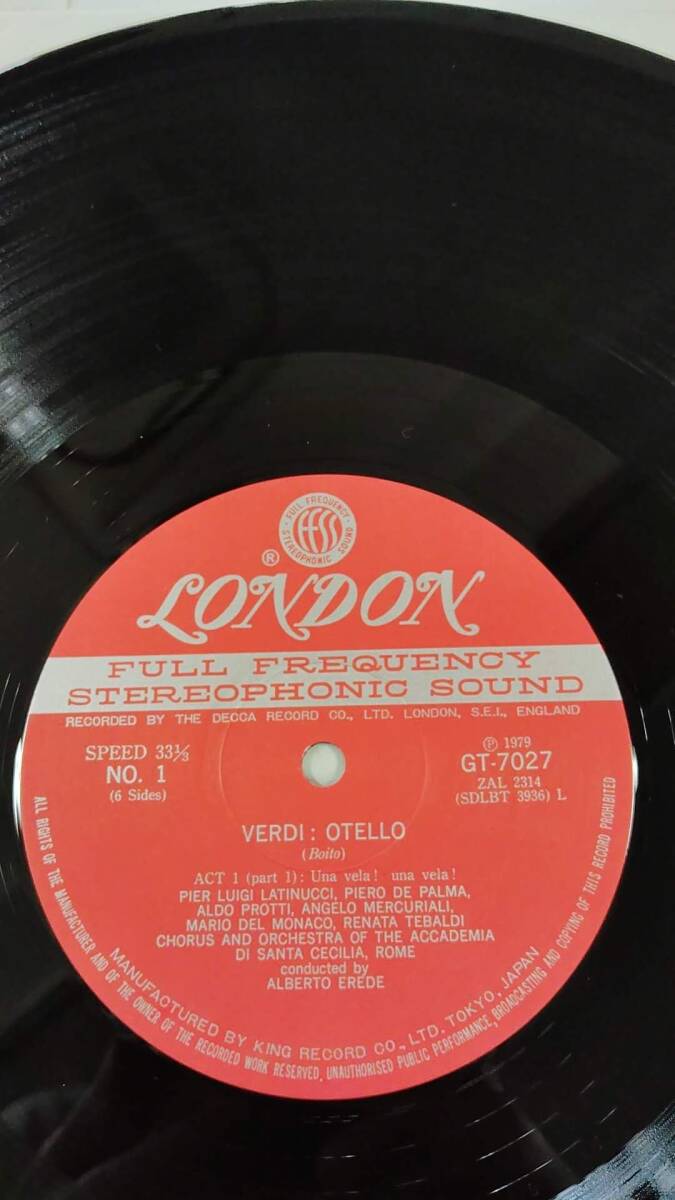 FULL FREQUENCY
ffss
STEREOPHONIC SOUND
®
LONDON
FULL FREQUENCY
STEREOPHONIC SOUND
RECORDED BY THE DECCA RECORD CO., LTD. LONDON, S.E.I., ENGLAND
SPEED 33⅓
NO. 1
(6 Sides)
℗ 1979
GT-7027
ZAL 2314
(SDLBT 3936) L
VERDI: OTELLO
(Boito)
ACT 1 (part 1): Una vela! una vela!
PIER LUIGI LATINUCCI, PIERO DE PALMA,
ALDO PROTTI, ANGELO MERCURIALI,
MARIO DEL MONACO, RENATA TEBALDI
CHORUS AND ORCHESTRA OF THE ACCADEMIA
DI SANTA CECILIA, ROME
conducted by
ALBERTO EREDE
MANUFACTURED BY KING RECORD CO., LTD. TOKYO, JAPAN
ALL RIGHTS OF THE MANUFACTURER AND OF THE OWNER OF THE RECORDED WORK RESERVED, UNAUTHORISED PUBLIC PERFORMANCE, BROADCASTING AND COPYING OF THIS RECORD PROHIBITED